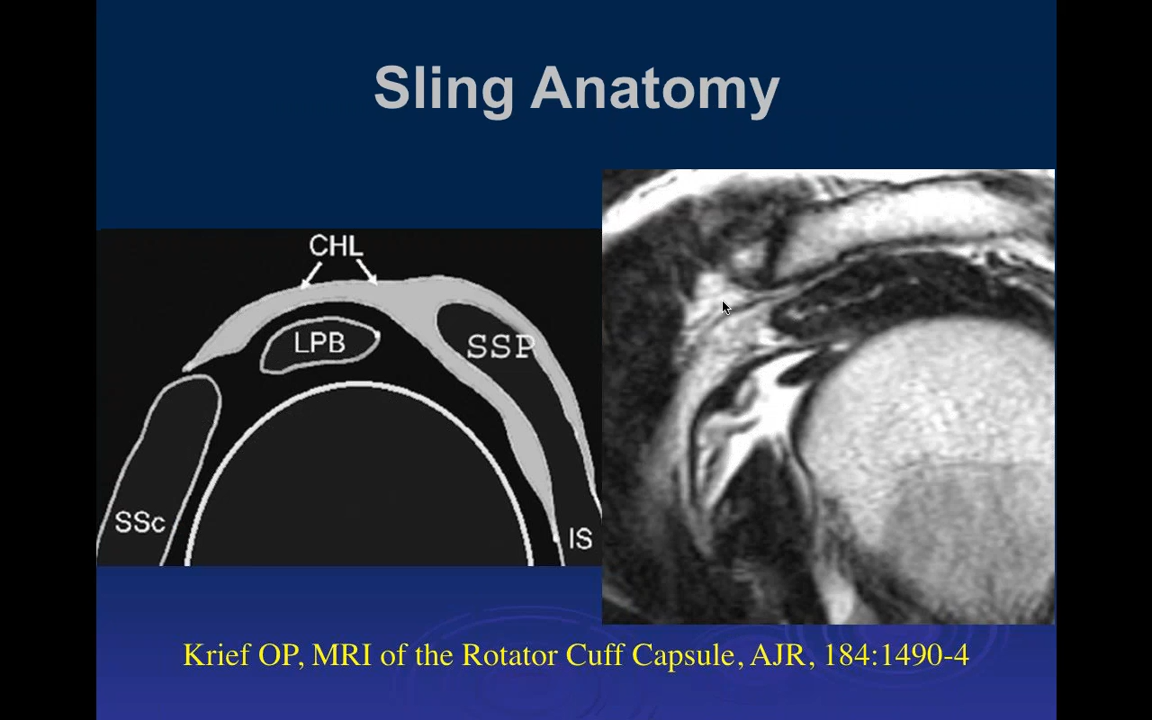 Sling Anatomy
CHL
LPB
SSP
SSc
IS
Krief OP, MRI of the Rotator Cuff Capsule, AJR, 184:1490-4